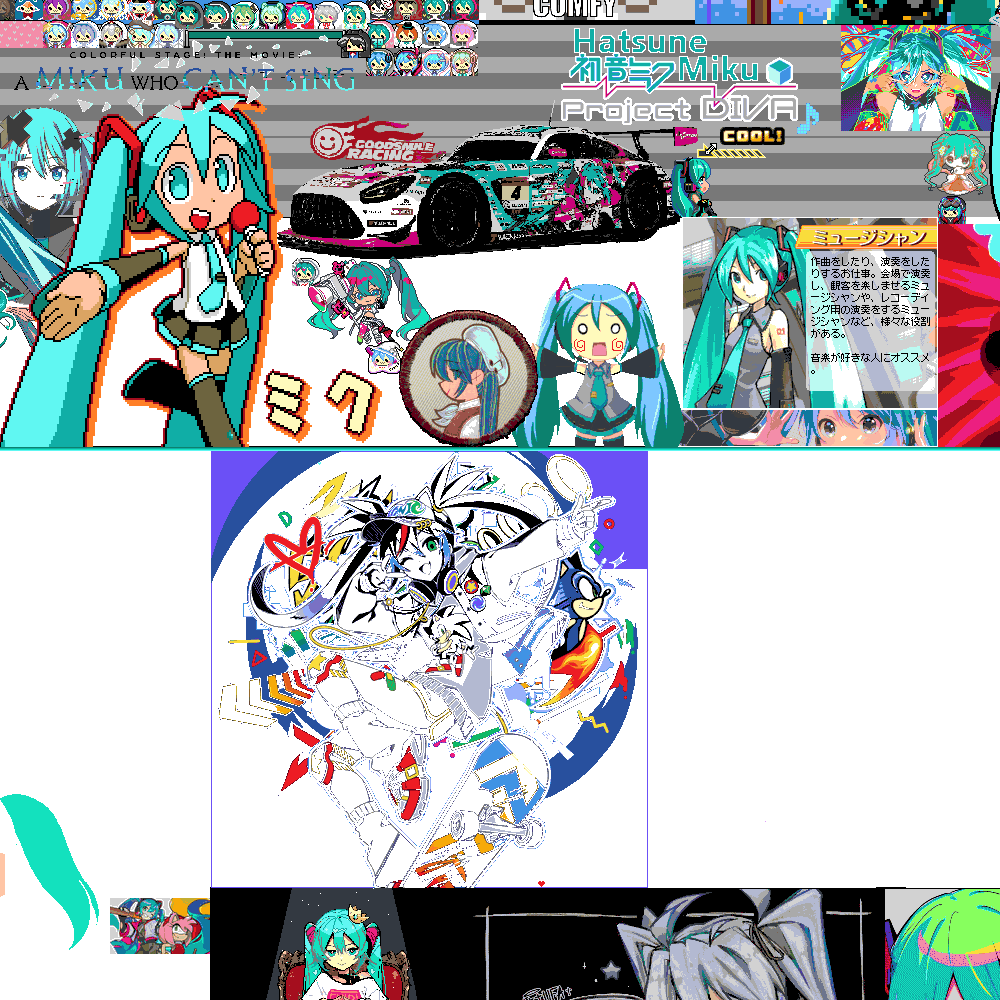 COMFY
COLORFUL STAGE! THE MOVIE:
A MIKU WHO CAN'T SING
Hatsune
初音ミク Miku
Project DIVA
COOL!
GOODSMILE
RACING
4
ミク
ミュージシャン
作曲をしたり、演奏をした
りするお仕事。会場で演奏
し、観客を楽しませるミュ
ージシャンや、レコーディ
ング用の演奏をするミュー
ジシャンなど、様々な役割
がある。
音楽が好きな人にオススメ
。